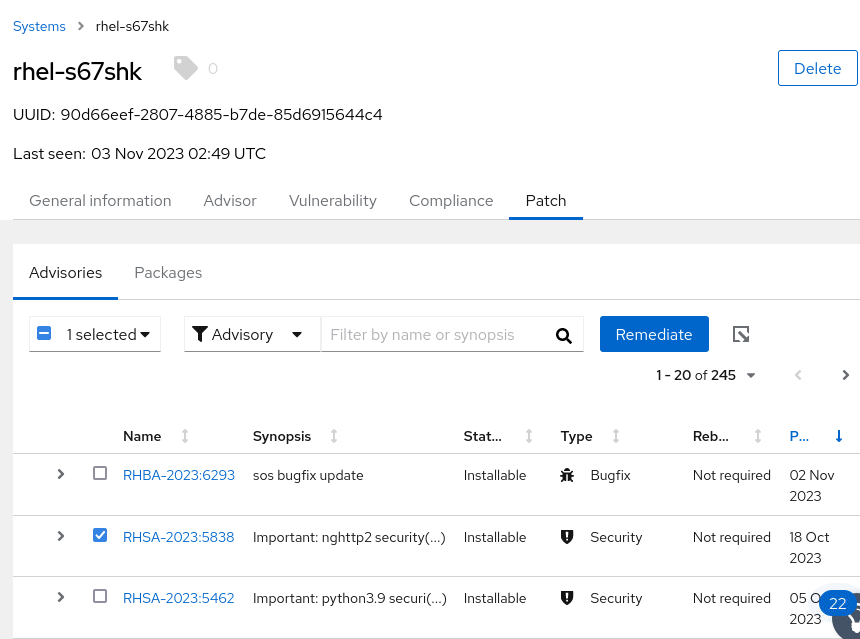 Systems > rhel-s67shk
rhel-s67shk 0 Delete
UUID: 90d66eef-2807-4885-b7de-85d6915644c4
Last seen: 03 Nov 2023 02:49 UTC
General information Advisor Vulnerability Compliance Patch
Advisories Packages
1 selected Advisory Filter by name or synopsis Remediate
1 - 20 of 245
Name Synopsis Stat... Type Reb... P...
RHBA-2023:6293 sos bugfix update Installable Bugfix Not required 02 Nov
2023
RHSA-2023:5838 Important: nghttp2 security(...) Installable Security Not required 18 Oct
2023
RHSA-2023:5462 Important: python3.9 securi(...) Installable Security Not required 05
2023
22